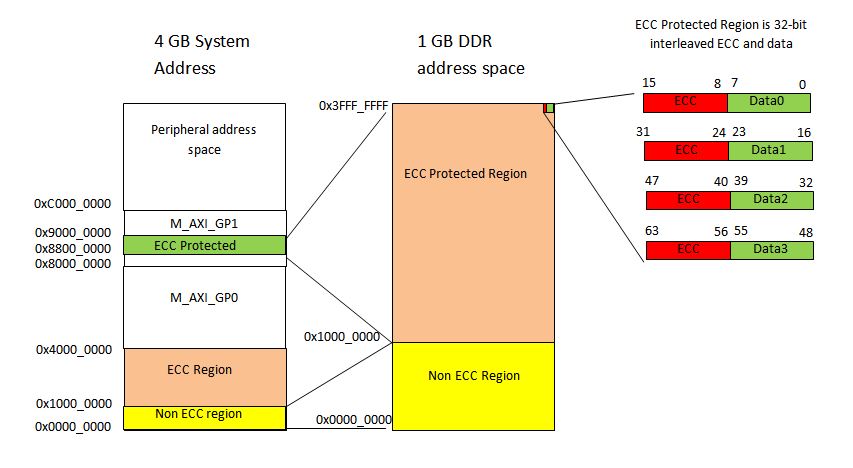 4 GB System
Address
1 GB DDR
address space
ECC Protected Region is 32-bit
interleaved ECC and data
Peripheral address
space
0xC000_0000
M_AXI_GP1
0x9000_0000
ECC Protected
0x8800_0000
0x8000_0000
M_AXI_GP0
0x4000_0000
ECC Region
0x1000_0000
Non ECC region
0x0000_0000
0x3FFF_FFFF
ECC Protected Region
0x1000_0000
Non ECC Region
0x0000_0000
15 8 7 0
ECC Data0
31 24 23 16
ECC Data1
47 40 39 32
ECC Data2
63 56 55 48
ECC Data3